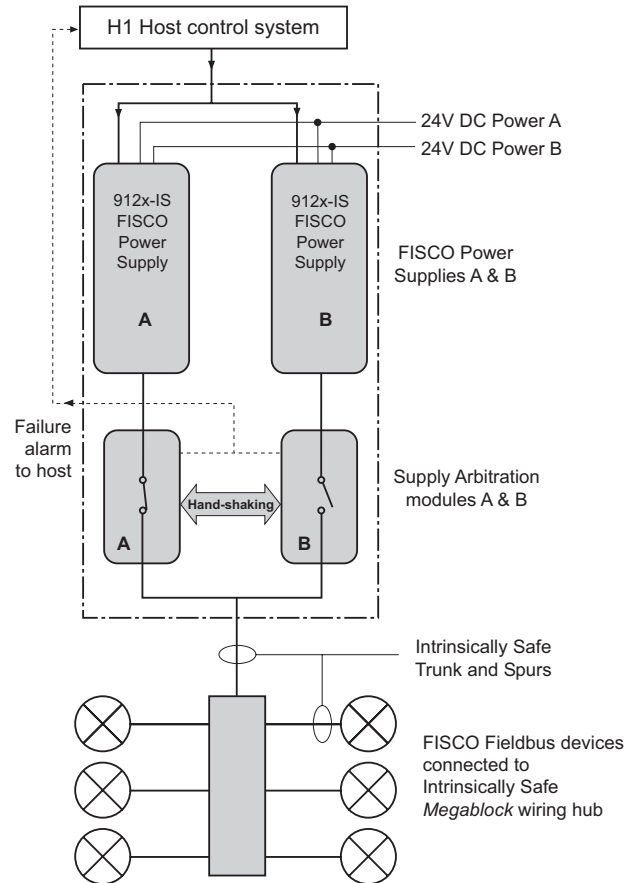 H1 Host control system
24V DC Power A
24V DC Power B
912x-IS
FISCO
Power
Supply
A
912x-IS
FISCO
Power
Supply
B
FISCO Power
Supplies A & B
Failure
alarm
to host
Hand-shaking
A
B
Supply Arbitration
modules A & B
Intrinsically Safe
Trunk and Spurs
FISCO Fieldbus devices
connected to
Intrinsically Safe
Megablock wiring hub